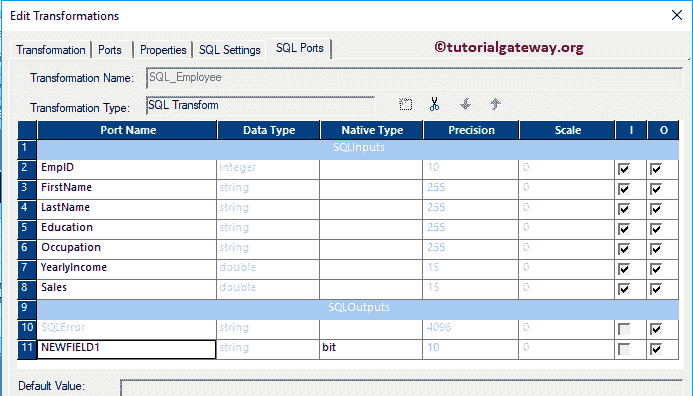 Edit Transformations
Transformation Ports Properties SQL Settings SQL Ports ©tutorialgateway.org
Transformation Name: SQL_Employee
Transformation Type: SQL Transform
Port Name Data Type Native Type Precision Scale I O
1 SQLInputs
2 EmpID integer 10 0
3 FirstName string 255 0
4 LastName string 255 0
5 Education string 255 0
6 Occupation string 255 0
7 YearlyIncome double 15 0
8 Sales double 15 0
9 SQLOutputs
10 SQLError string 4096 0
11 NEWFIELD1 string bit 10 0
Default Value: